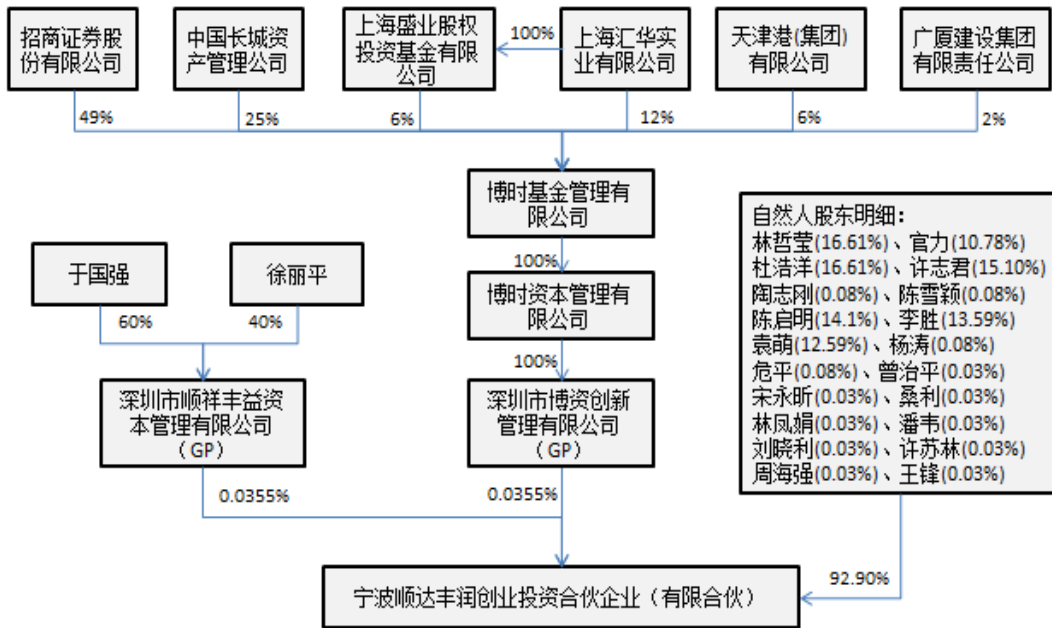 招商证券股
份有限公司
中国长城资
产管理公司
上海盛业股权
投资基金有限
公司
100%
上海汇华实
业有限公司
天津港(集团)
有限公司
广厦建设集团
有限责任公司
49%
25%
6%
12%
6%
2%
博时基金管理有
限公司
100%
博时资本管理有
限公司
100%
于国强
徐丽平
60%
40%
深圳市顺祥丰益资
本管理有限公司
（GP）
深圳市博资创新
管理有限公司
（GP）
0.0355%
0.0355%
自然人股东明细：
林哲莹(16.61%)、官力(10.78%)
杜浩洋(16.61%)、许志君(15.10%)
陶志刚(0.08%)、陈雪颖(0.08%)
陈启明(14.1%)、李胜(13.59%)
袁萌(12.59%)、杨涛(0.08%)
危平(0.08%)、曾治平(0.03%)
宋永昕(0.03%)、桑利(0.03%)
林凤娟(0.03%)、潘韦(0.03%)
刘晓利(0.03%)、许苏林(0.03%)
周海强(0.03%)、王锋(0.03%)
92.90%
宁波顺达丰润创业投资合伙企业（有限合伙）